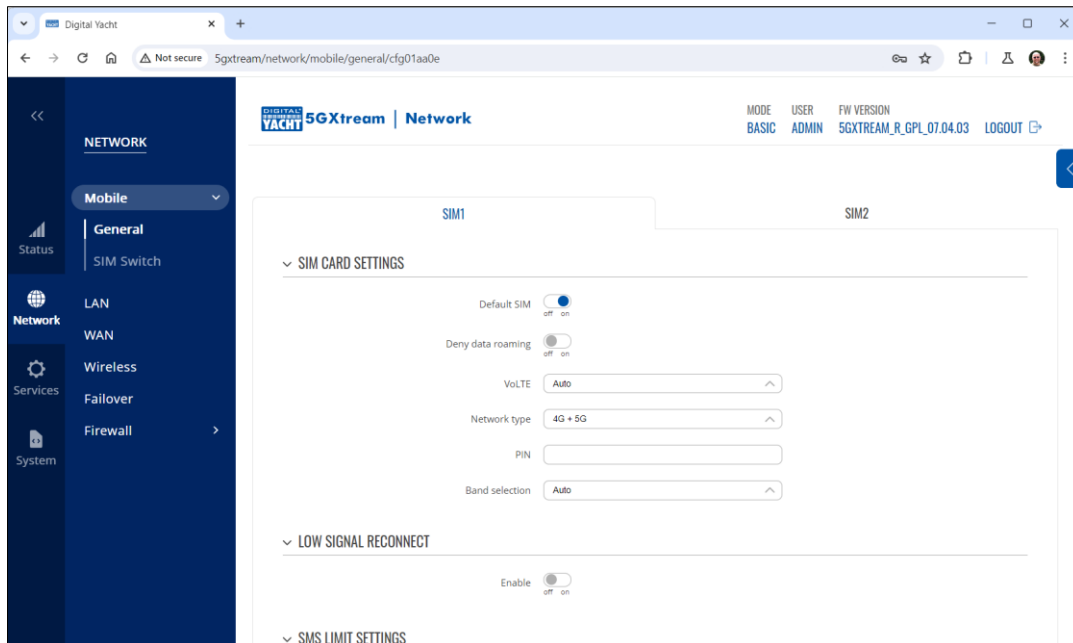 Digital Yacht
Not secure 5gxtream/network/mobile/general/cfg01aa0e
DIGITAL YACHT 5GXtream | Network
MODE USER FW VERSION
BASIC ADMIN 5GXTREAM_R_GPL_07.04.03 LOGOUT
NETWORK
Mobile
General
SIM Switch
LAN
WAN
Wireless
Failover
Firewall
Status
Network
Services
System
SIM1 SIM2
SIM CARD SETTINGS
Default SIM
off on
Deny data roaming
off on
VoLTE Auto
Network type 4G + 5G
PIN
Band selection Auto
LOW SIGNAL RECONNECT
Enable
off on
SMS LIMIT SETTINGS